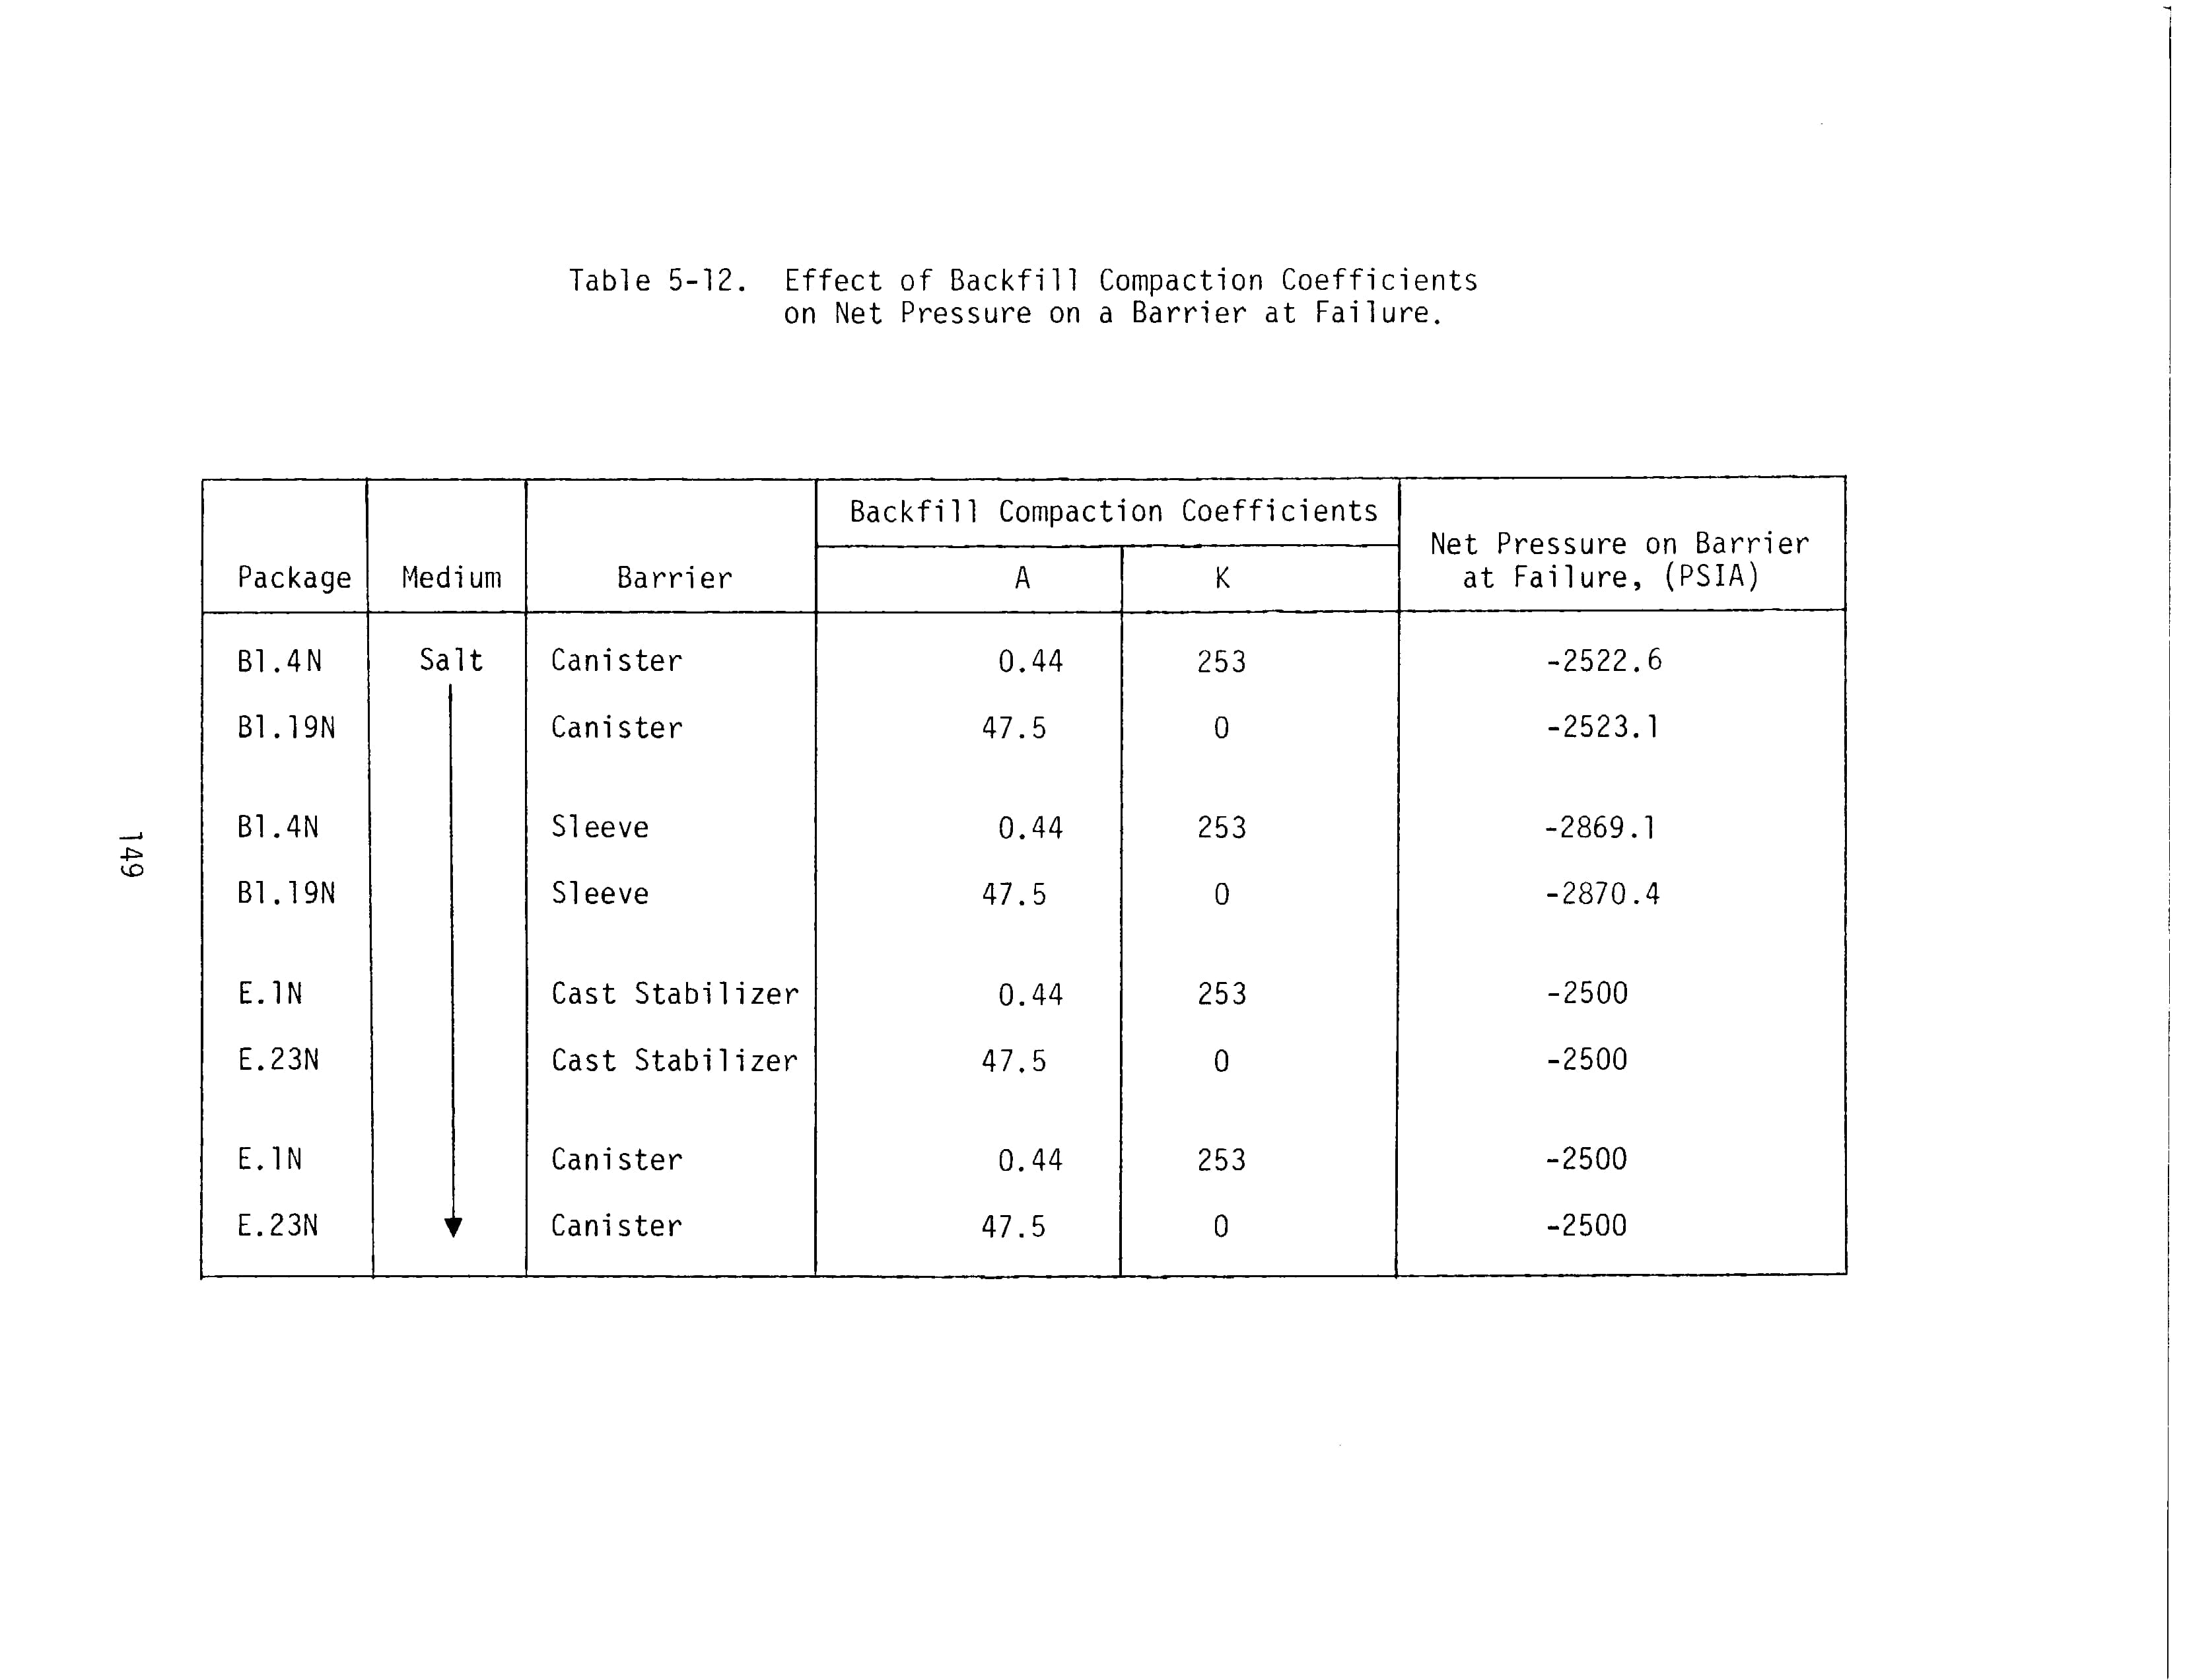 Table 5-12. Effect of Backfill Compaction Coefficients
on Net Pressure on a Barrier at Failure.
Backfill Compaction Coefficients
Net Pressure on Barrier
at Failure, (PSIA)
Package Medium Barrier A K
B1.4N Salt Canister 0.44 253 -2522.6
B1.19N Canister 47.5 0 -2523.1
B1.4N Sleeve 0.44 253 -2869.1
B1.19N Sleeve 47.5 0 -2870.4
E.1N Cast Stabilizer 0.44 253 -2500
E.23N Cast Stabilizer 47.5 0 -2500
E.1N Canister 0.44 253 -2500
E.23N Canister 47.5 0 -2500
149